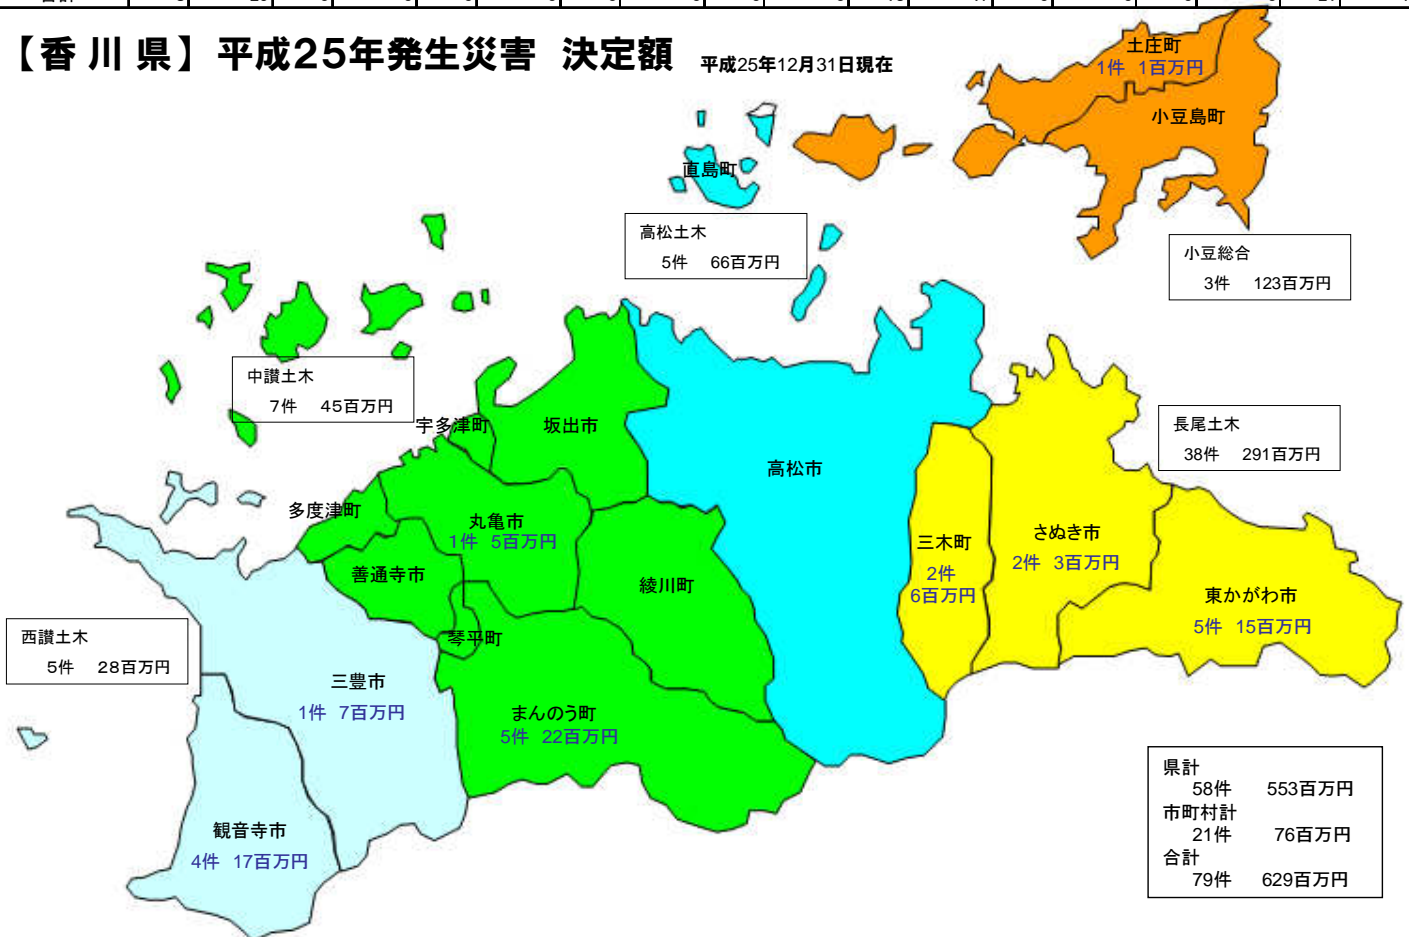 【香川県】平成25年発生災害 決定額 平成25年12月31日現在
土庄町
1件 1百万円
小豆島町
直島町
高松土木
5件 66百万円
小豆総合
3件 123百万円
中讃土木
7件 45百万円
宇多津町
坂出市
長尾土木
38件 291百万円
高松市
多度津町
丸亀市
1件 5百万円
三木町
2件
6百万円
さぬき市
2件 3百万円
善通寺市
綾川町
東かがわ市
5件 15百万円
琴平町
西讃土木
5件 28百万円
三豊市
1件 7百万円
まんのう町
5件 22百万円
観音寺市
4件 17百万円
県計
58件 553百万円
市町村計
21件 76百万円
合計
79件 629百万円